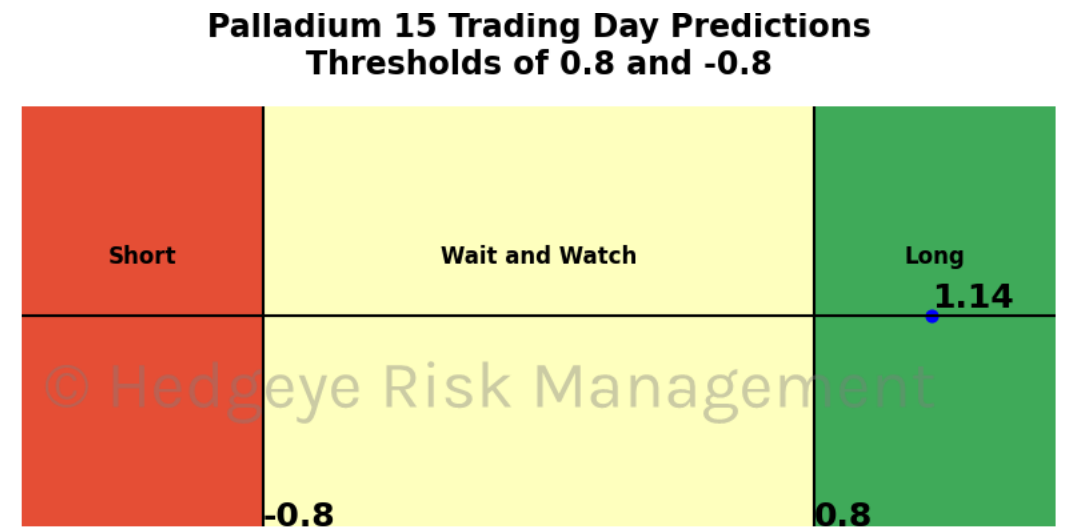 Palladium 15 Trading Day Predictions
Thresholds of 0.8 and -0.8
Short
Wait and Watch
Long
1.14
© Hedgeye Risk Management
-0.8
0.8